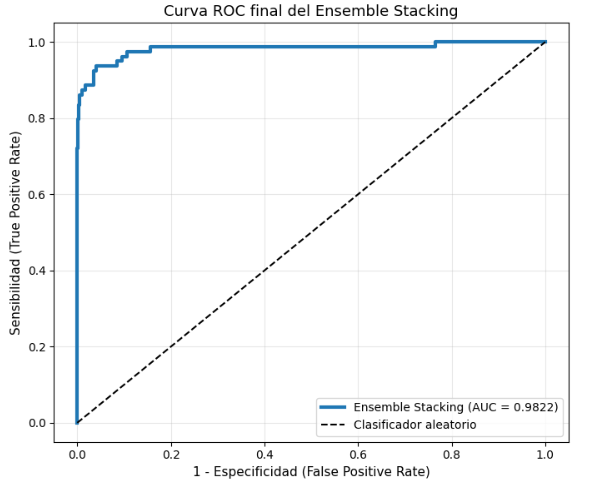 Curva ROC final del Ensemble Stacking
1.0
0.8
0.6
0.4
0.2
0.0
Sensibilidad (True Positive Rate)
Ensemble Stacking (AUC = 0.9822)
Clasificador aleatorio
0.0
0.2
0.4
0.6
0.8
1.0
1 - Especificidad (False Positive Rate)